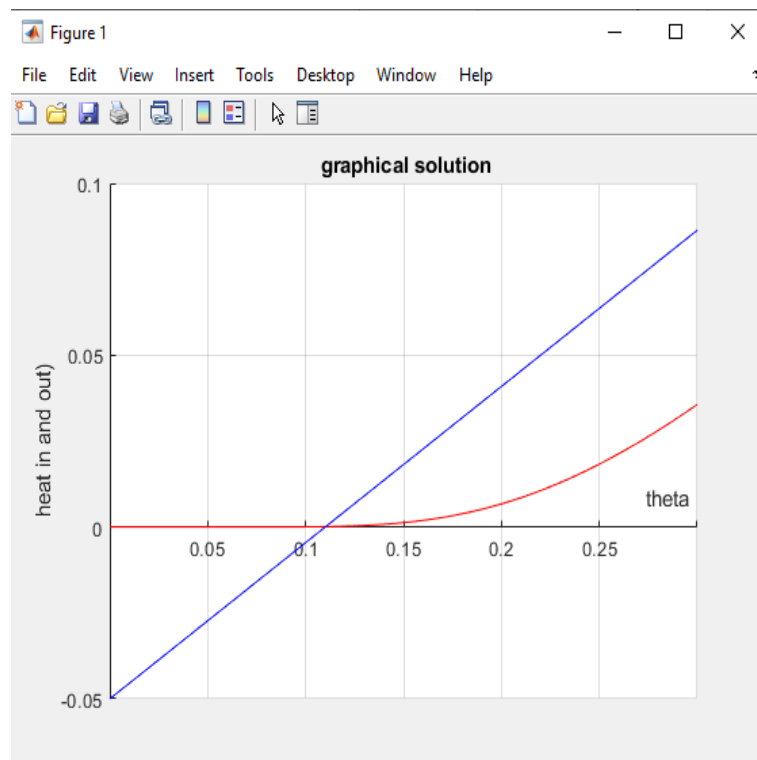 Figure 1
File Edit View Insert Tools Desktop Window Help
graphical solution
0.1
0.05
0
-0.05
heat in and out)
theta
0.05 0.1 0.15 0.2 0.25